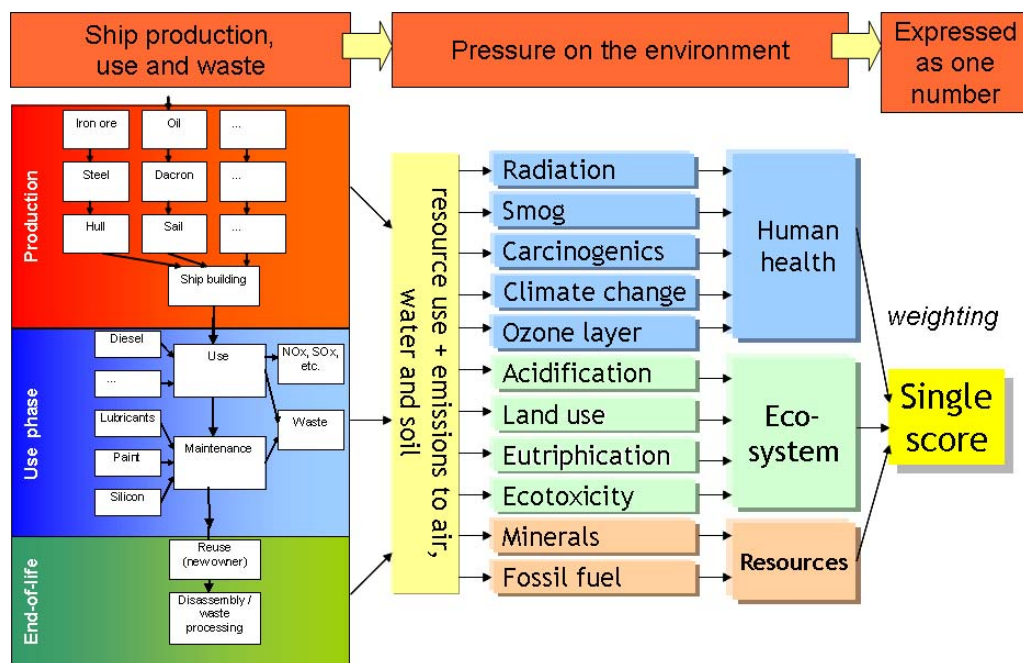 Ship production,
use and waste
Pressure on the environment
Expressed
as one
number
Production
Iron ore
Oil
...
Steel
Dacron
...
Hull
Sail
...
Ship building
Use phase
Diesel
Use
NOx, SOx,
etc.
...
Lubricants
Waste
Maintenance
Paint
Silicon
End-of-life
Reuse
(new owner)
Disassembly /
waste
processing
resource use + emissions to air,
water and soil
Radiation
Smog
Carcinogenics
Climate change
Ozone layer
Acidification
Land use
Eutriphication
Ecotoxicity
Minerals
Fossil fuel
Human
health
Eco-
system
Resources
weighting
Single
score